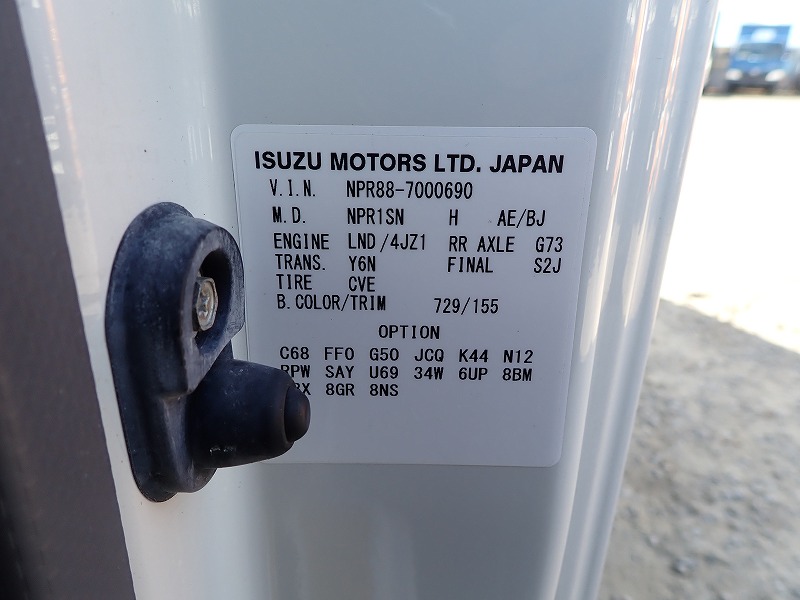 ISUZU MOTORS LTD. JAPAN
V.I.N. NPR88-7000690
M.D. NPR1SN H AE/BJ
ENGINE LND/4JZ1 RR AXLE G73
TRANS. Y6N FINAL S2J
TIRE CVE
B.COLOR/TRIM 729/155
OPTION
C68 FF0 G50 JCQ K44 N12
SAY U69 34W 6UP 8BM
8GR 8NS